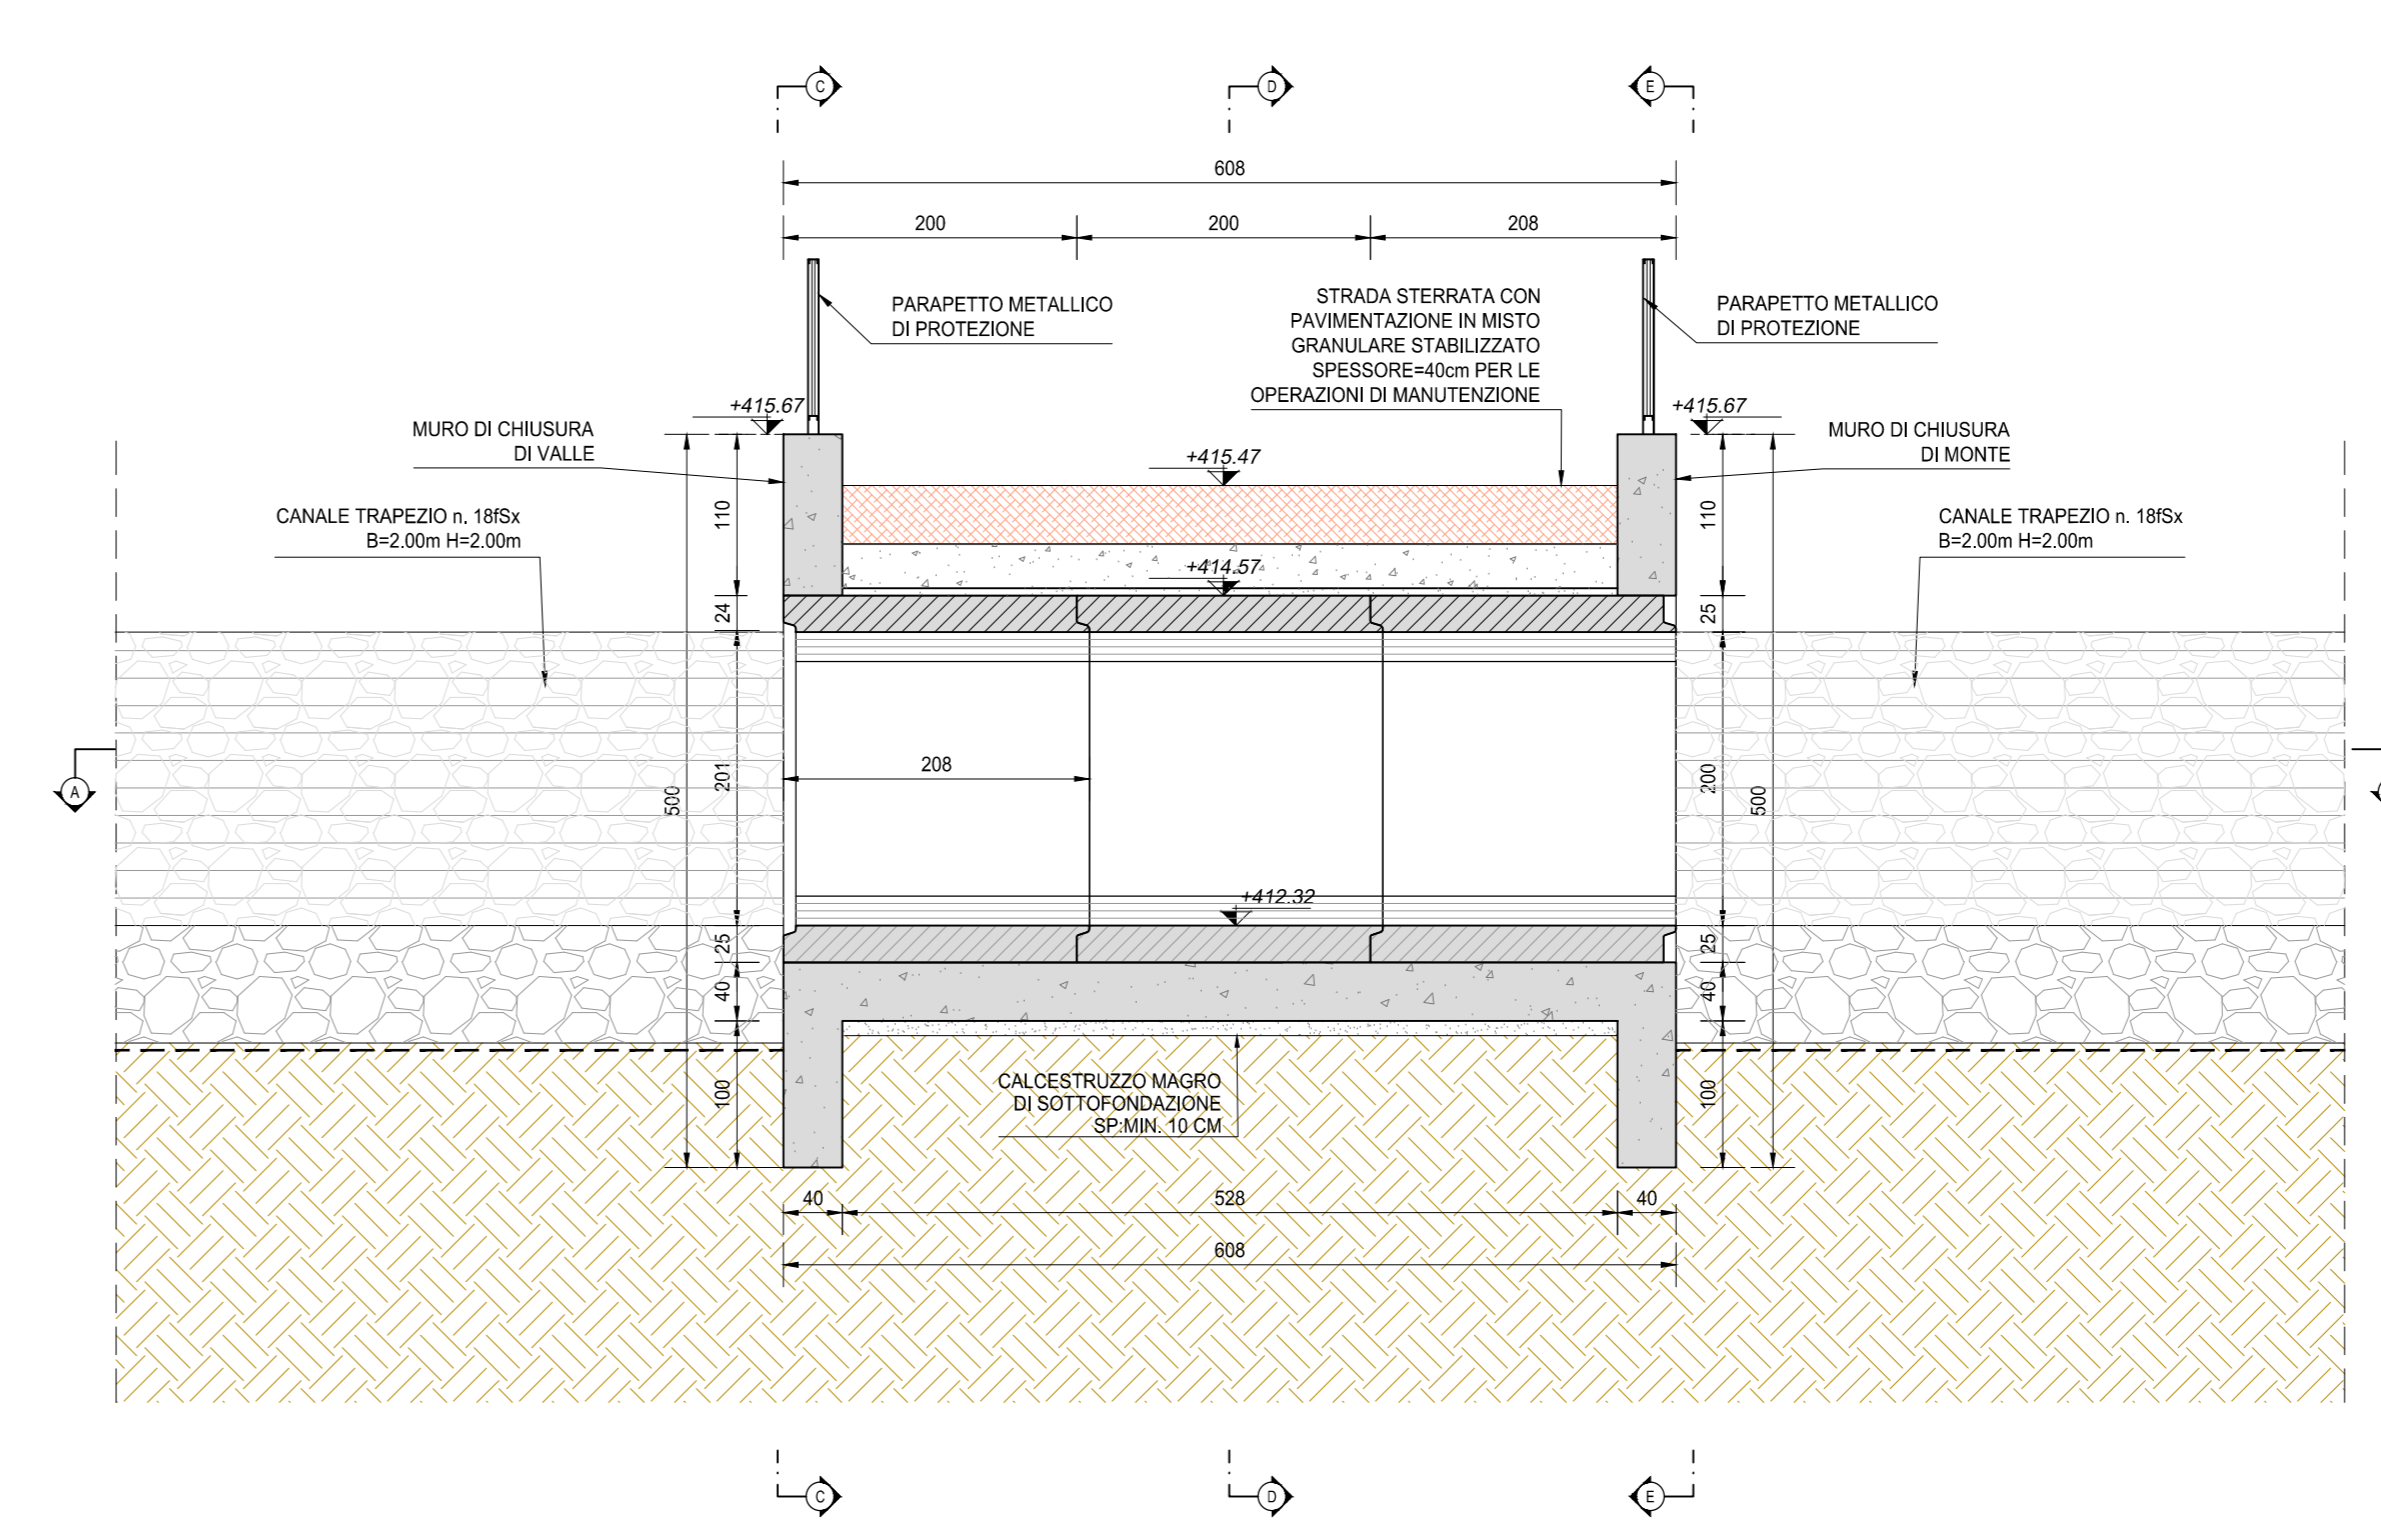 C
D
E
608
200
200
208
PARAPETTO METALLICO
DI PROTEZIONE
STRADA STERRATA CON
PAVIMENTAZIONE IN MISTO
GRANULARE STABILIZZATO
SPESSORE=40cm PER LE
OPERAZIONI DI MANUTENZIONE
PARAPETTO METALLICO
DI PROTEZIONE
+415.67
+415.67
MURO DI CHIUSURA
DI VALLE
MURO DI CHIUSURA
DI MONTE
+415.47
CANALE TRAPEZIO n. 18fSx
B=2.00m H=2.00m
110
110
CANALE TRAPEZIO n. 18fSx
B=2.00m H=2.00m
+414.57
24
25
A
500
201
208
200
500
+412.32
25
25
40
40
100
100
CALCESTRUZZO MAGRO
DI SOTTOFONDAZIONE
SP:MIN. 10 CM
40
528
40
608
C
D
E